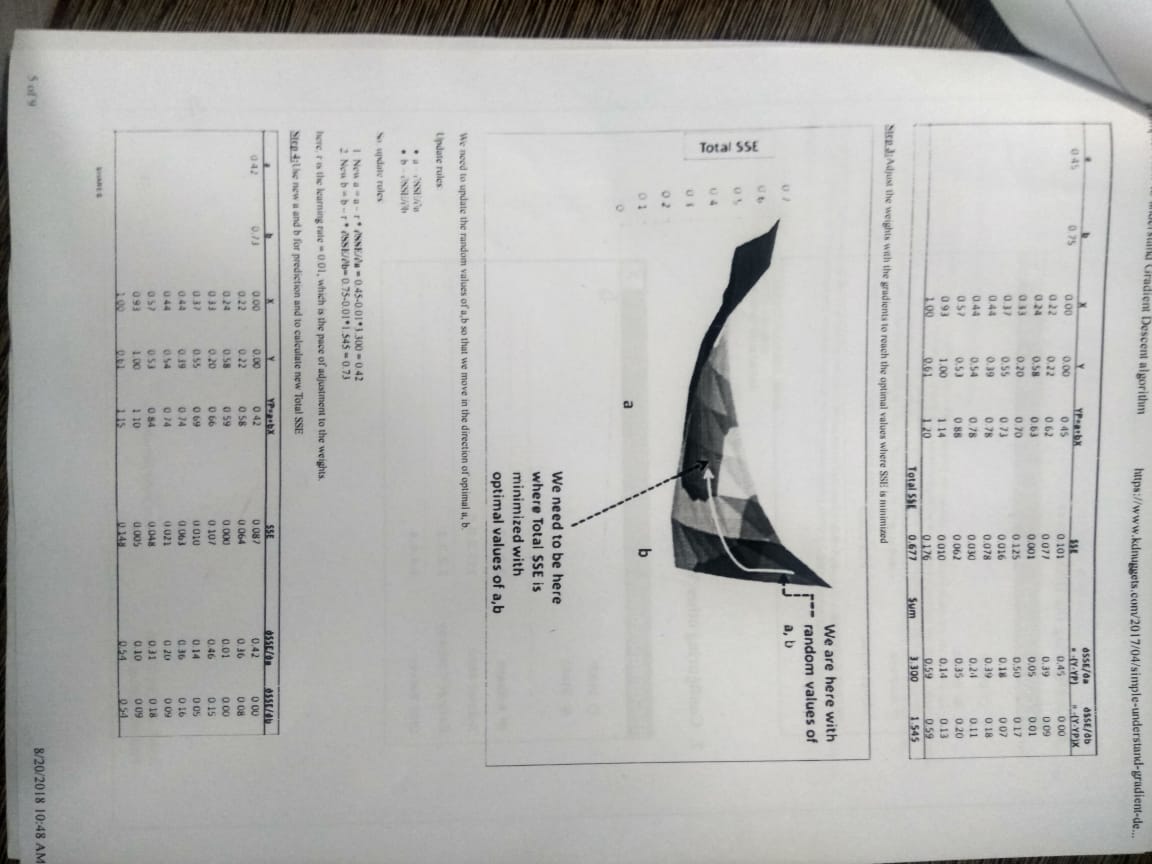 Gradient Descent algorithm
https://www.kdnuggets.com/2017/04/simple-understand-gradient-de...
a b X Y YP=a+bX SSE ∂SSE/∂a = -(Y-YP) ∂SSE/∂b = -(Y-YP)X
0.45 0.75 0.00 0.00 0.45 0.101 0.45 0.00
0.22 0.22 0.62 0.077 0.39 0.09
0.24 0.58 0.63 0.001 0.05 0.01
0.33 0.20 0.70 0.125 0.50 0.17
0.37 0.55 0.73 0.016 0.18 0.07
0.44 0.39 0.78 0.078 0.39 0.18
0.44 0.54 0.78 0.030 0.24 0.11
0.57 0.53 0.88 0.062 0.35 0.20
0.93 1.00 1.14 0.010 0.14 0.13
1.00 0.61 1.20 0.176 0.59 0.59
Total SSE 0.677 Sum 3.300 1.545
Step 3: Adjust the weights with the gradients to reach the optimal values where SSE is minimized
We are here with
random values of
a, b
Total SSE
0.7
0.6
0.5
0.4
0.3
0.2
0.1
0
a
b
We need to be here
where Total SSE is
minimized with
optimal values of a,b
We need to update the random values of a,b so that we move in the direction of optimal a, b.
Update rules:
• a - ∂SSE/∂a
• b - ∂SSE/∂b
So, update rules:
1. New a = a - r * ∂SSE/∂a = 0.45-0.01*3.300 = 0.42
2. New b = b - r * ∂SSE/∂b= 0.75-0.01*1.545 = 0.73
here, r is the learning rate = 0.01, which is the pace of adjustment to the weights.
Step 4:Use new a and b for prediction and to calculate new Total SSE
a b X Y YP=a+bX SSE ∂SSE/∂a ∂SSE/∂b
0.42 0.73 0.00 0.00 0.42 0.087 0.42 0.00
0.22 0.22 0.58 0.064 0.36 0.08
0.24 0.58 0.59 0.000 0.01 0.00
0.33 0.20 0.66 0.107 0.46 0.15
0.37 0.55 0.69 0.010 0.14 0.05
0.44 0.39 0.74 0.063 0.36 0.16
0.44 0.54 0.74 0.021 0.20 0.09
0.57 0.53 0.84 0.048 0.31 0.18
0.93 1.00 1.10 0.005 0.10 0.09
1.00 0.61 1.15 0.148 0.54 0.54
SHARES
5 of 9
8/20/2018 10:48 AM